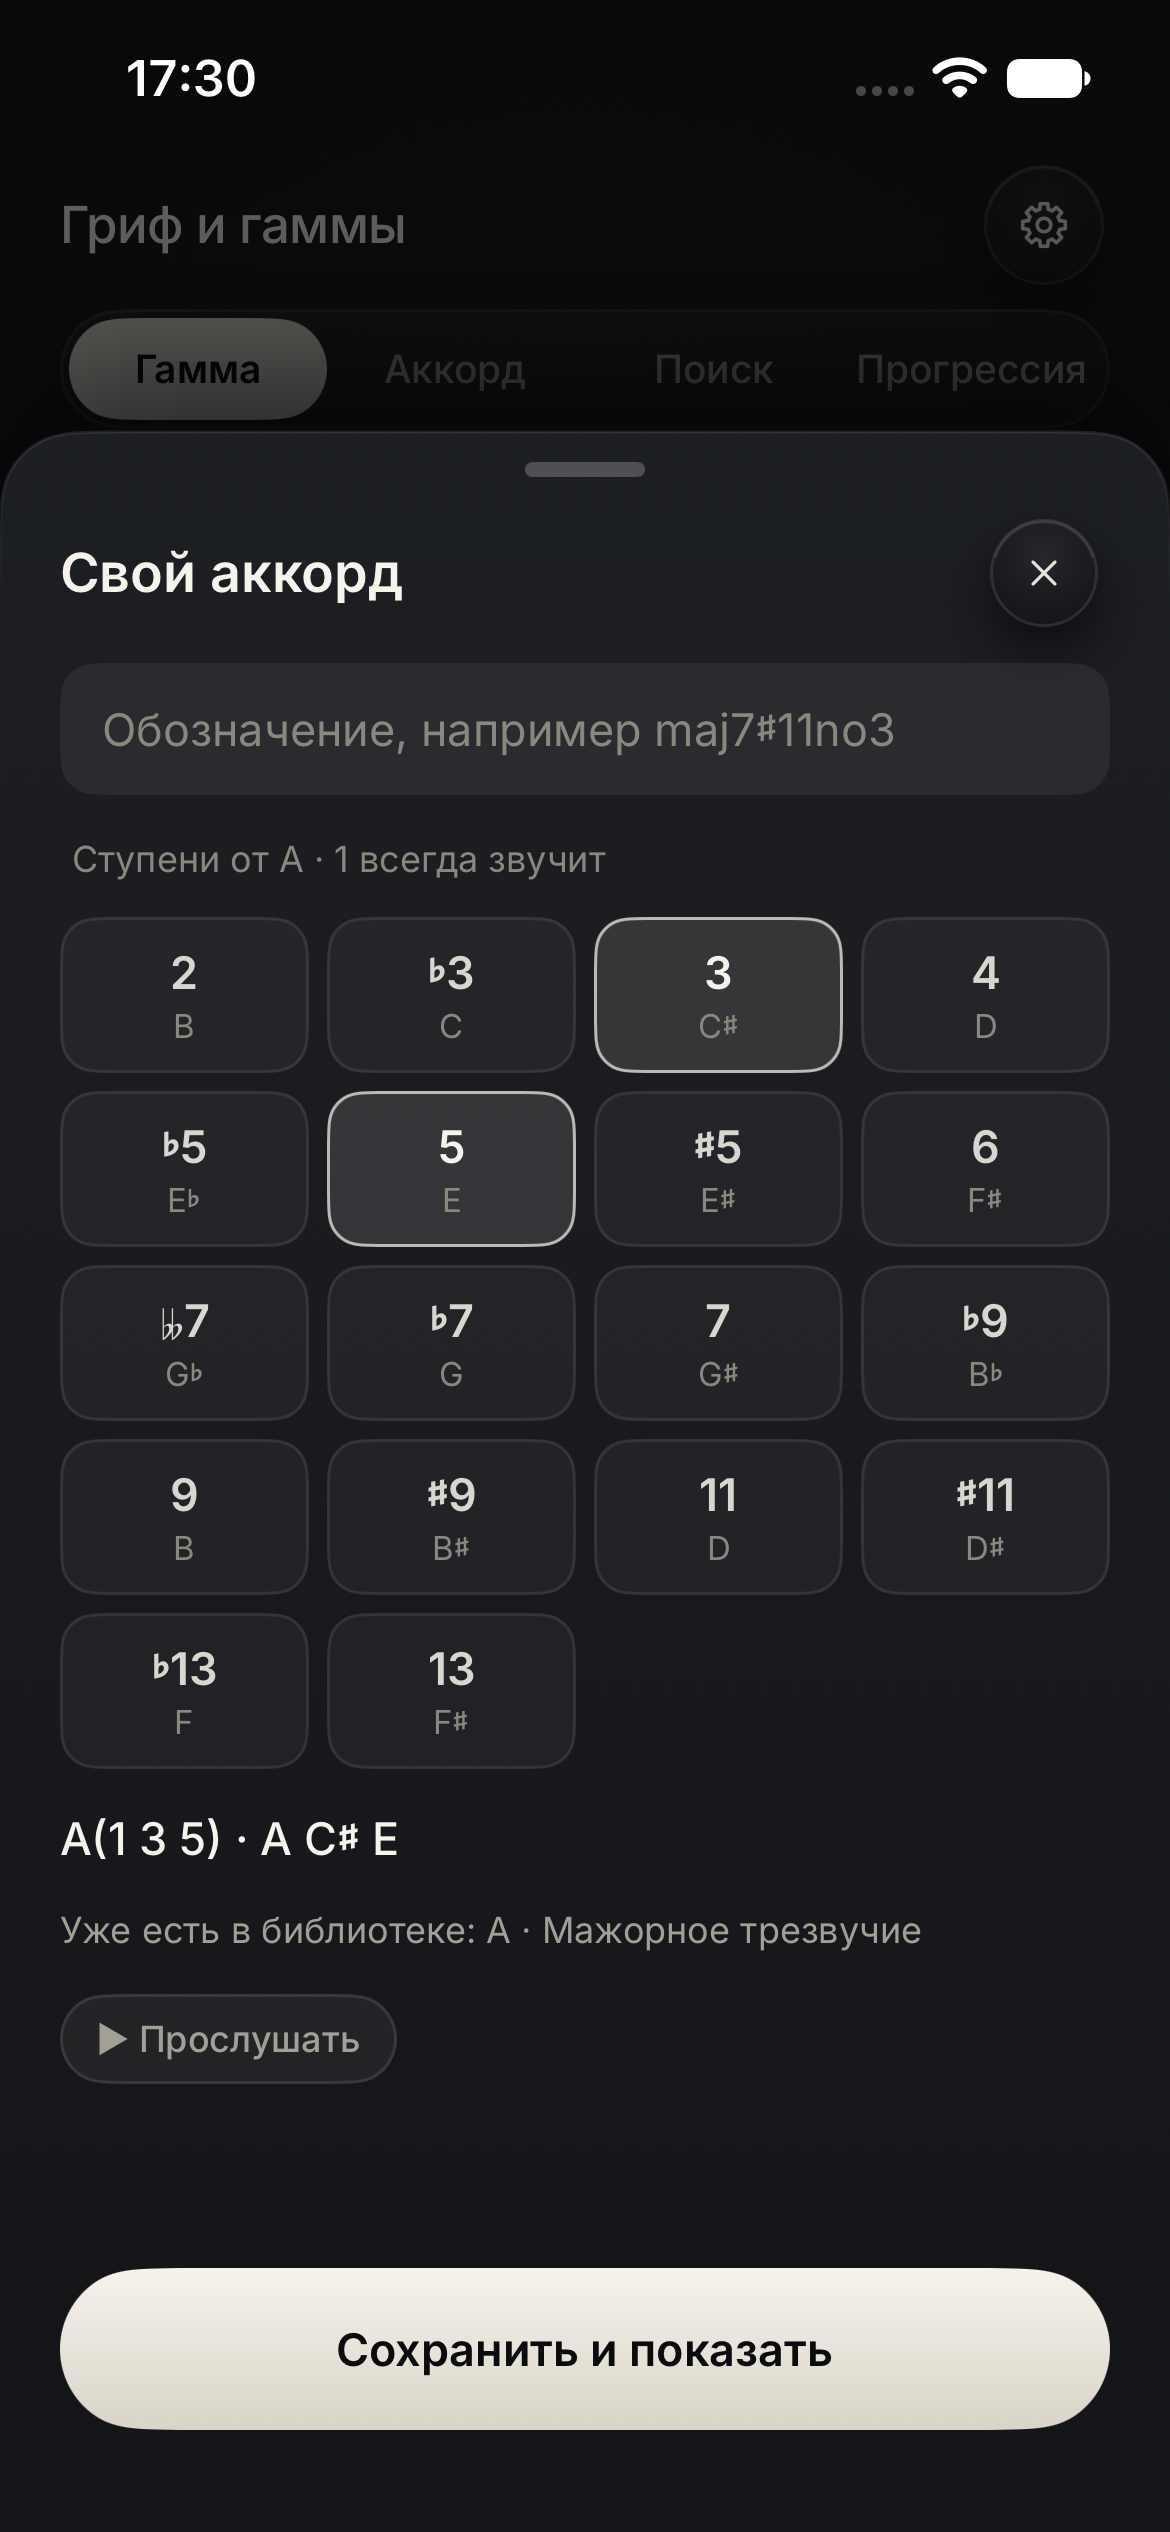 17:30
Гриф и гаммы
Гамма Аккорд Поиск Прогрессия
Свой аккорд
Обозначение, например maj7♯11no3
Ступени от A · 1 всегда звучит
2 ♭3 3 4
B C C♯ D
♭5 5 ♯5 6
E♭ E E♯ F♯
𝄫7 ♭7 7 ♭9
G♭ G G♯ B♭
9 ♯9 11 ♯11
B B♯ D D♯
♭13 13
F F♯
A(1 3 5) · A C♯ E
Уже есть в библиотеке: A · Мажорное трезвучие
▶ Прослушать
Сохранить и показать